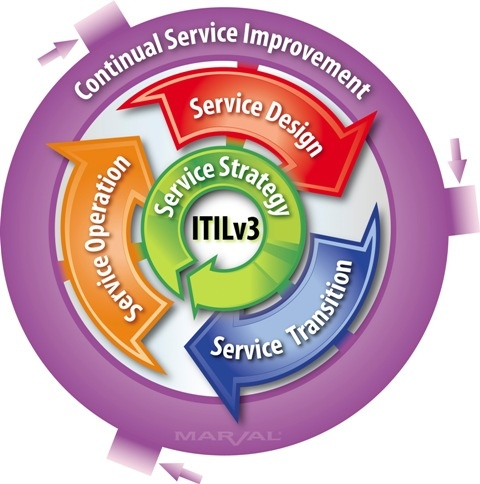 Continual Service Improvement
Service Design
Service Strategy
ITILv3
Service Operation
Service Transition
MARVAL